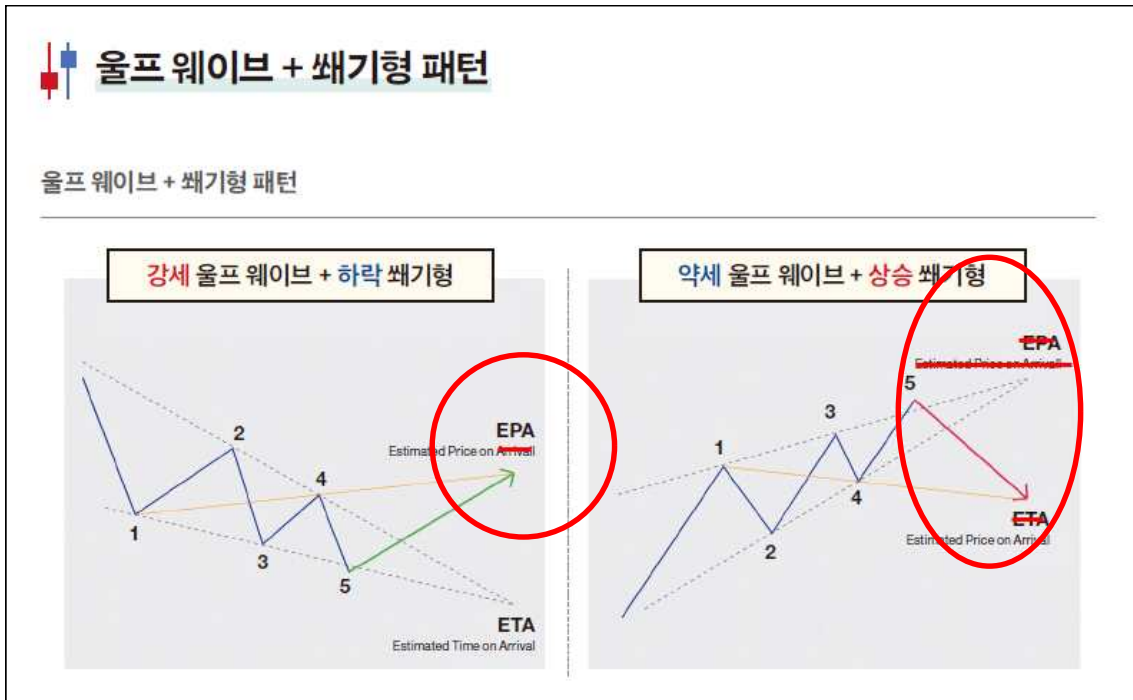 울프 웨이브 + 쐐기형 패턴
울프 웨이브 + 쐐기형 패턴
강세 울프 웨이브 + 하락 쐐기형
EPA
Estimated Price on Arrivall
2
4
1
3
5
ETA
Estimated Time on Arrival
약세 울프 웨이브 + 상승 쐐기형
EPA
Estimated Price on Arrivall
5
3
1
4
2
ETA
Estimated Price on Arrival